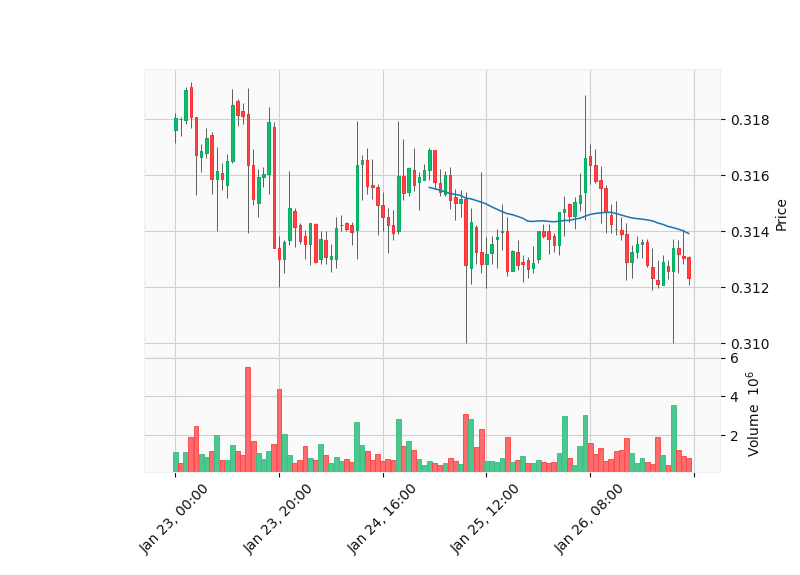 0.318
0.316
0.314
0.312
0.310
Price
6
4
2
Volume 10^6
Jan 23, 00:00
Jan 23, 20:00
Jan 24, 16:00
Jan 25, 12:00
Jan 26, 08:00